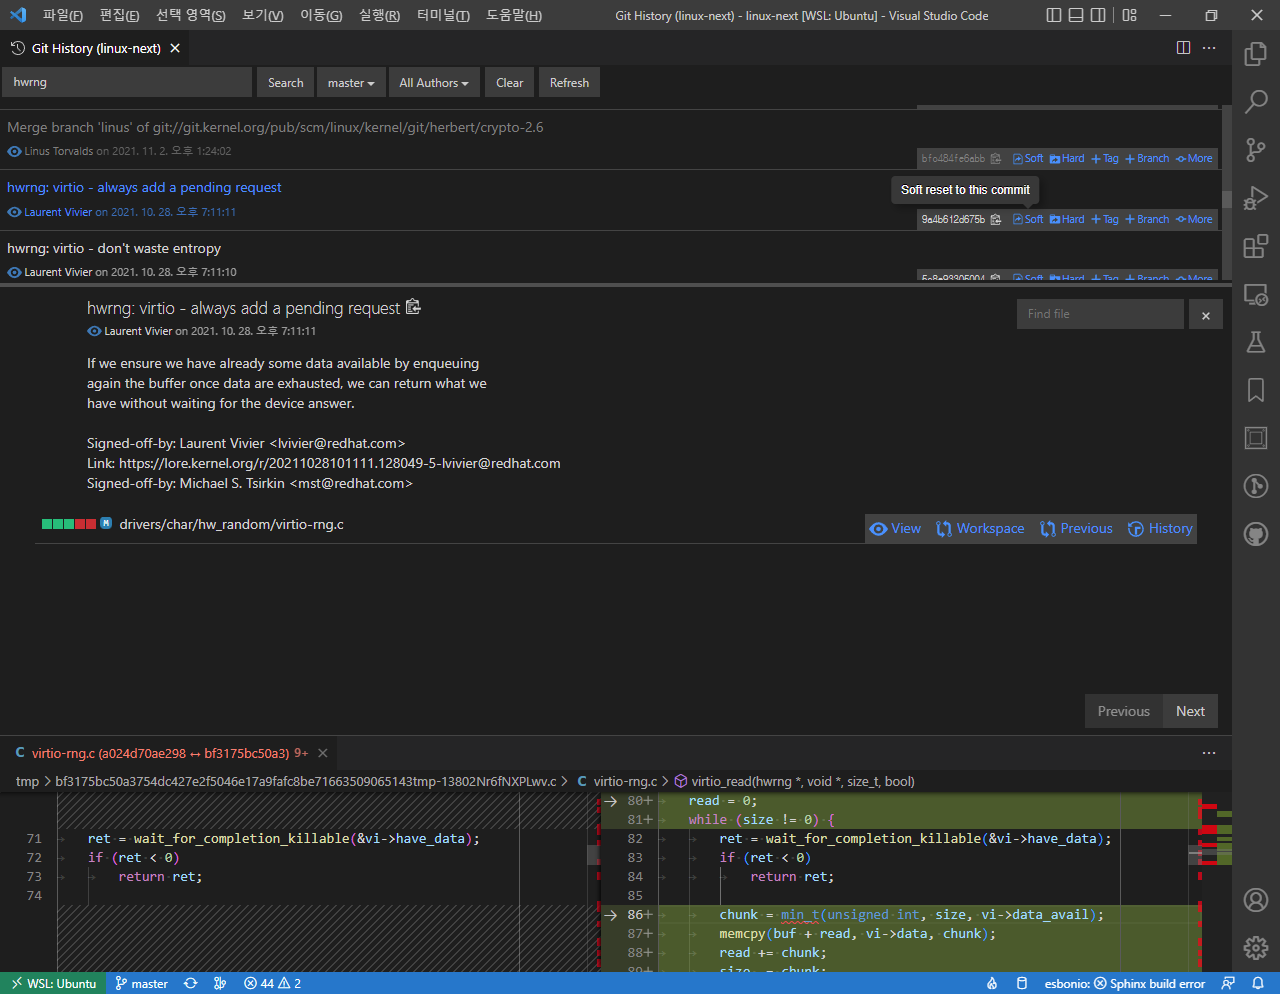 파일(F) 편집(E) 선택 영역(S) 보기(V) 이동(G) 실행(R) 터미널(T) 도움말(H) Git History (linux-next) - linux-next [WSL: Ubuntu] - Visual Studio Code
Git History (linux-next)
hwrng Search master All Authors Clear Refresh
Merge branch 'linus' of git://git.kernel.org/pub/scm/linux/kernel/git/herbert/crypto-2.6
Linus Torvalds on 2021. 11. 2. 오후 1:24:02
bfc484fe6abb Soft Hard + Tag + Branch More
hwrng: virtio - always add a pending request
Soft reset to this commit
Laurent Vivier on 2021. 10. 28. 오후 7:11:11
9a4b612d675b Soft Hard + Tag + Branch More
hwrng: virtio - don't waste entropy
Laurent Vivier on 2021. 10. 28. 오후 7:11:10
5c8e93305004 Soft Hard + Tag + Branch More
hwrng: virtio - always add a pending request
Find file ×
Laurent Vivier on 2021. 10. 28. 오후 7:11:11
If we ensure we have already some data available by enqueuing
again the buffer once data are exhausted, we can return what we
have without waiting for the device answer.
Signed-off-by: Laurent Vivier <lvivier@redhat.com>
Link: https://lore.kernel.org/r/20211028101111.128049-5-lvivier@redhat.com
Signed-off-by: Michael S. Tsirkin <mst@redhat.com>
M drivers/char/hw_random/virtio-rng.c View Workspace Previous History
Previous Next
C virtio-rng.c (a024d70ae298 ↔ bf3175bc50a3) 9+
tmp > bf3175bc50a3754dc427e2f5046e17a9fafc8be71663509065143tmp-13802Nr6fNXPLwv.c > C virtio-rng.c > virtio_read(hwrng *, void *, size_t, bool)
71 ret = wait_for_completion_killable(&vi->have_data);
72 if (ret < 0)
73 return ret;
74
80+ read = 0;
81+ while (size != 0) {
82 ret = wait_for_completion_killable(&vi->have_data);
83 if (ret < 0)
84 return ret;
85
86+ chunk = min_t(unsigned int, size, vi->data_avail);
87+ memcpy(buf + read, vi->data, chunk);
88+ read += chunk;
89+ size -= chunk;
WSL: Ubuntu master 44 2 esbonio: Sphinx build error